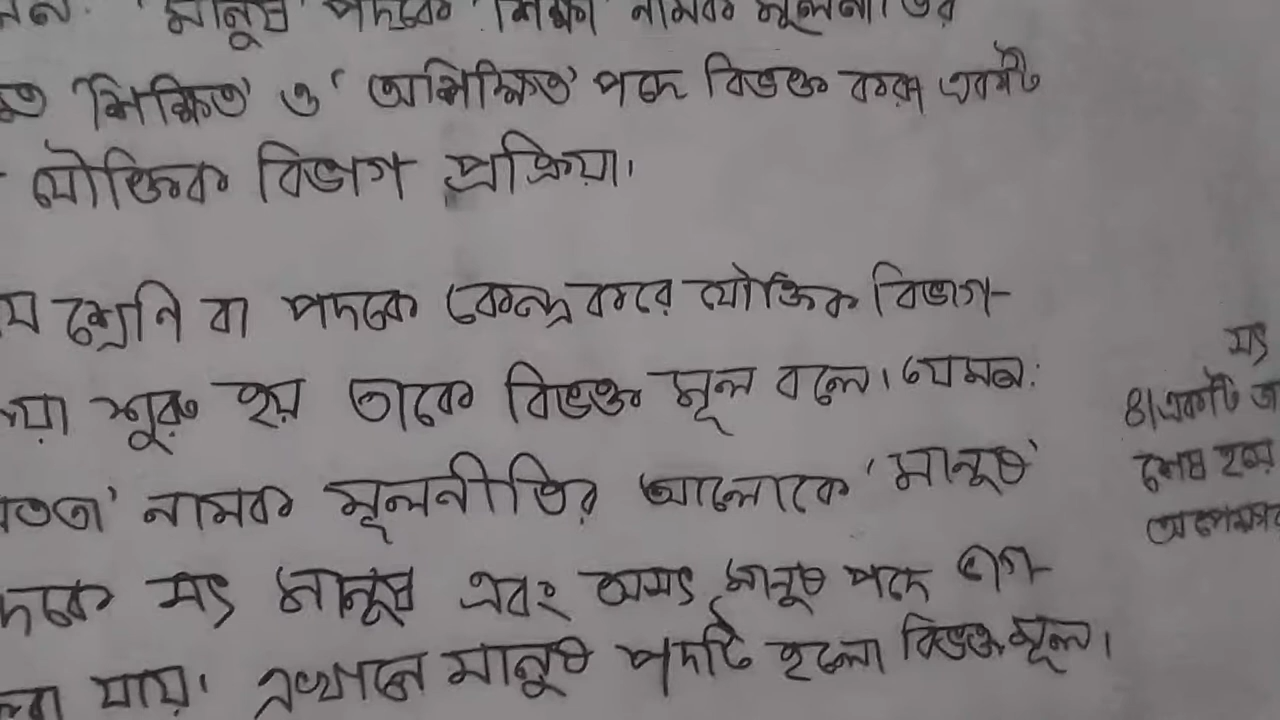 'মানুষ' পদকে 'শিক্ষা' নামক মূলনীতির
'শিক্ষিত' ও 'অশিক্ষিত' পদে বিভক্ত করা একটি
যৌক্তিক বিভাগ প্রক্রিয়া।
শ্রেনি বা পদকে কেন্দ্র করে যৌক্তিক বিভাগ
শুরু হয় তাকে বিভক্ত মূল বলে। যেমন:
নামক মূলনীতির আলোকে 'মানুষ'
সৎ মানুষ এবং অসৎ মানুষ পদে ভাগ
যায়। এখানে মানুষ পদটি হলো বিভক্ত মূল।
সৎ
৪। একটি
শেষ হয়